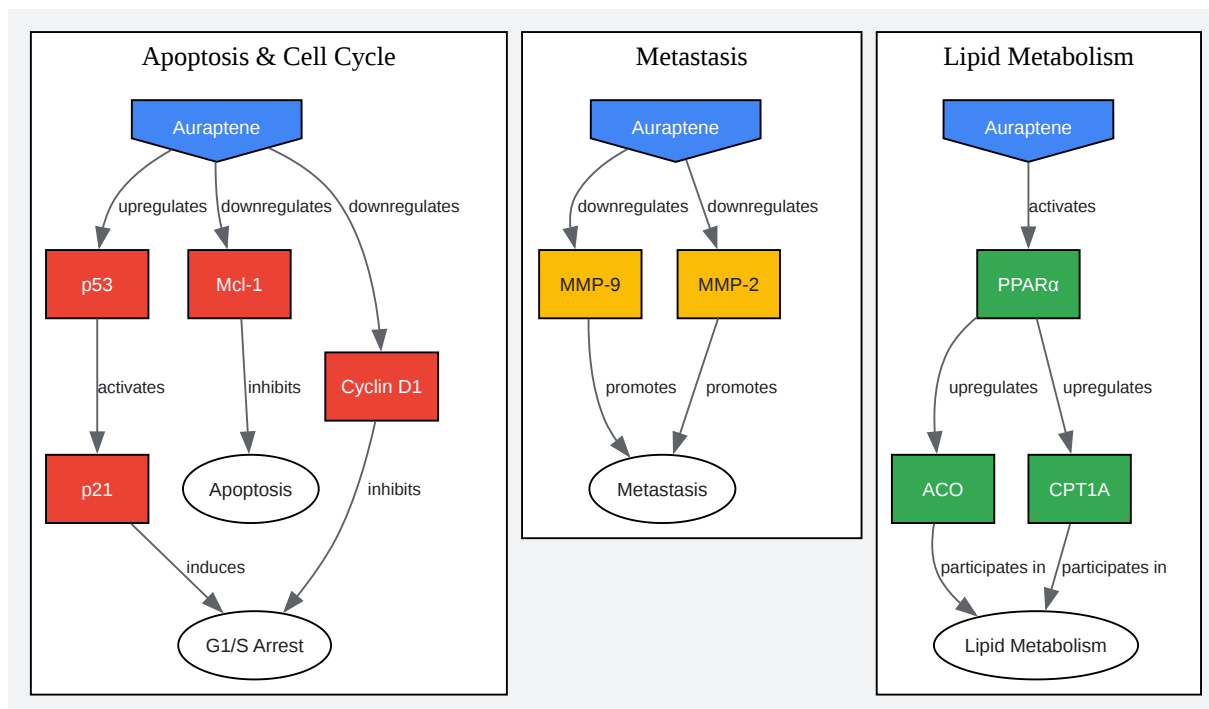 Apoptosis & Cell Cycle
Auraptene
upregulates
downregulates
downregulates
p53
Mcl-1
Cyclin D1
activates
inhibits
p21
Apoptosis
inhibits
induces
G1/S Arrest
Metastasis
Auraptene
downregulates
downregulates
MMP-9
MMP-2
promotes
promotes
Metastasis
Lipid Metabolism
Auraptene
activates
PPARα
upregulates
upregulates
ACO
CPT1A
participates in
participates in
Lipid Metabolism